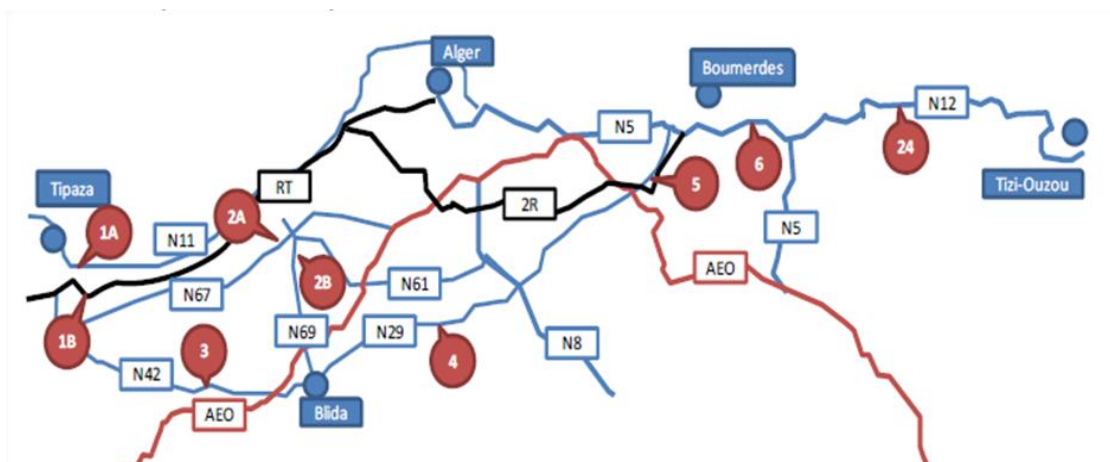 Alger
Boumerdes
N12
N5
24
6
Tizi-Ouzou
Tipaza
RT
5
2A
2R
1A
N11
N5
AEO
2B
N61
N67
N69
N29
1B
3
4
N8
N42
AEO
Blida